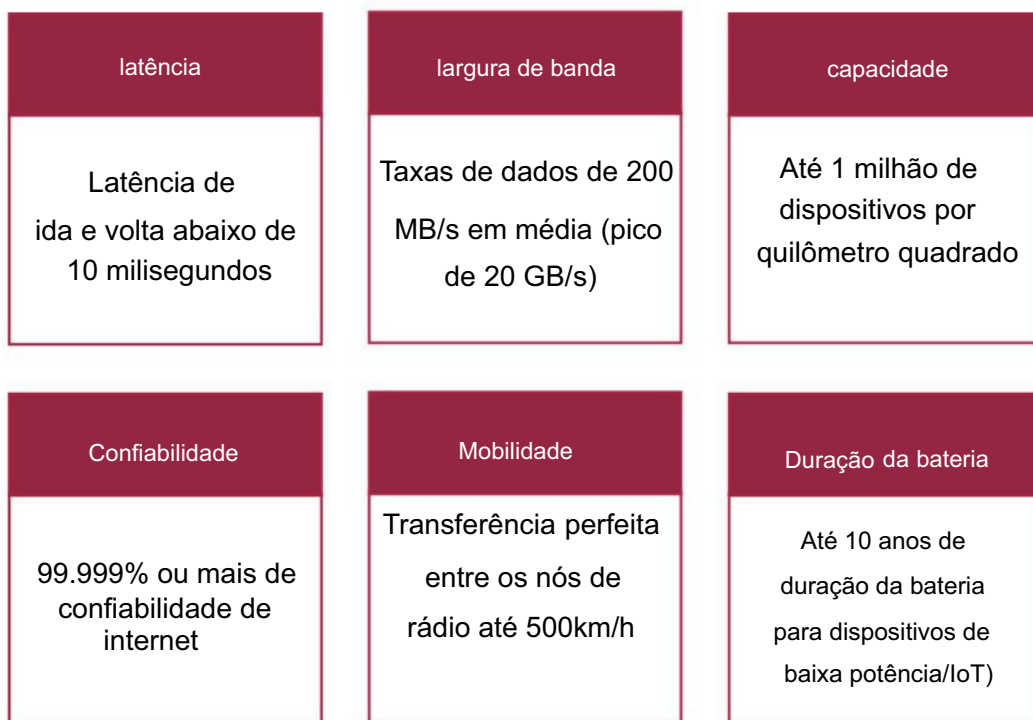 latência
Latência de
ida e volta abaixo de
10 milisegundos
largura de banda
Taxas de dados de 200
MB/s em média (pico
de 20 GB/s)
capacidade
Até 1 milhão de
dispositivos por
quilômetro quadrado
Confiabilidade
99.999% ou mais de
confiabilidade de
internet
Mobilidade
Transferência perfeita
entre os nós de
rádio até 500km/h
Duração da bateria
Até 10 anos de
duração da bateria
para dispositivos de
baixa potência/IoT)